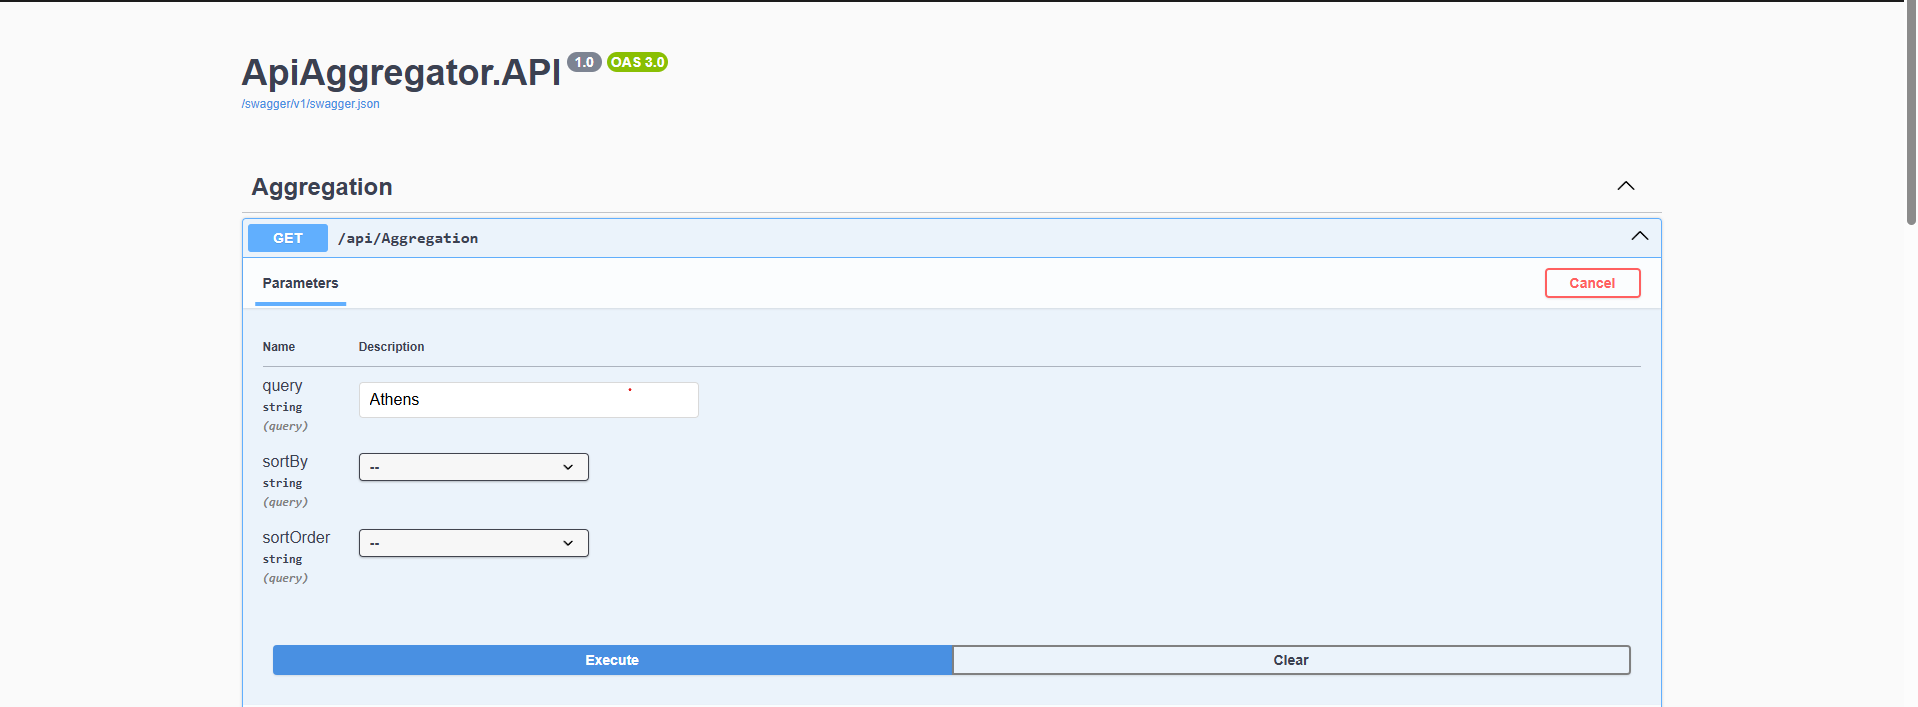 ApiAggregator.API 1.0 OAS 3.0
/swagger/v1/swagger.json
Aggregation
GET /api/Aggregation
Parameters Cancel
Name Description
query Athens
string
(query)
sortBy --
string
(query)
sortOrder --
string
(query)
Execute Clear